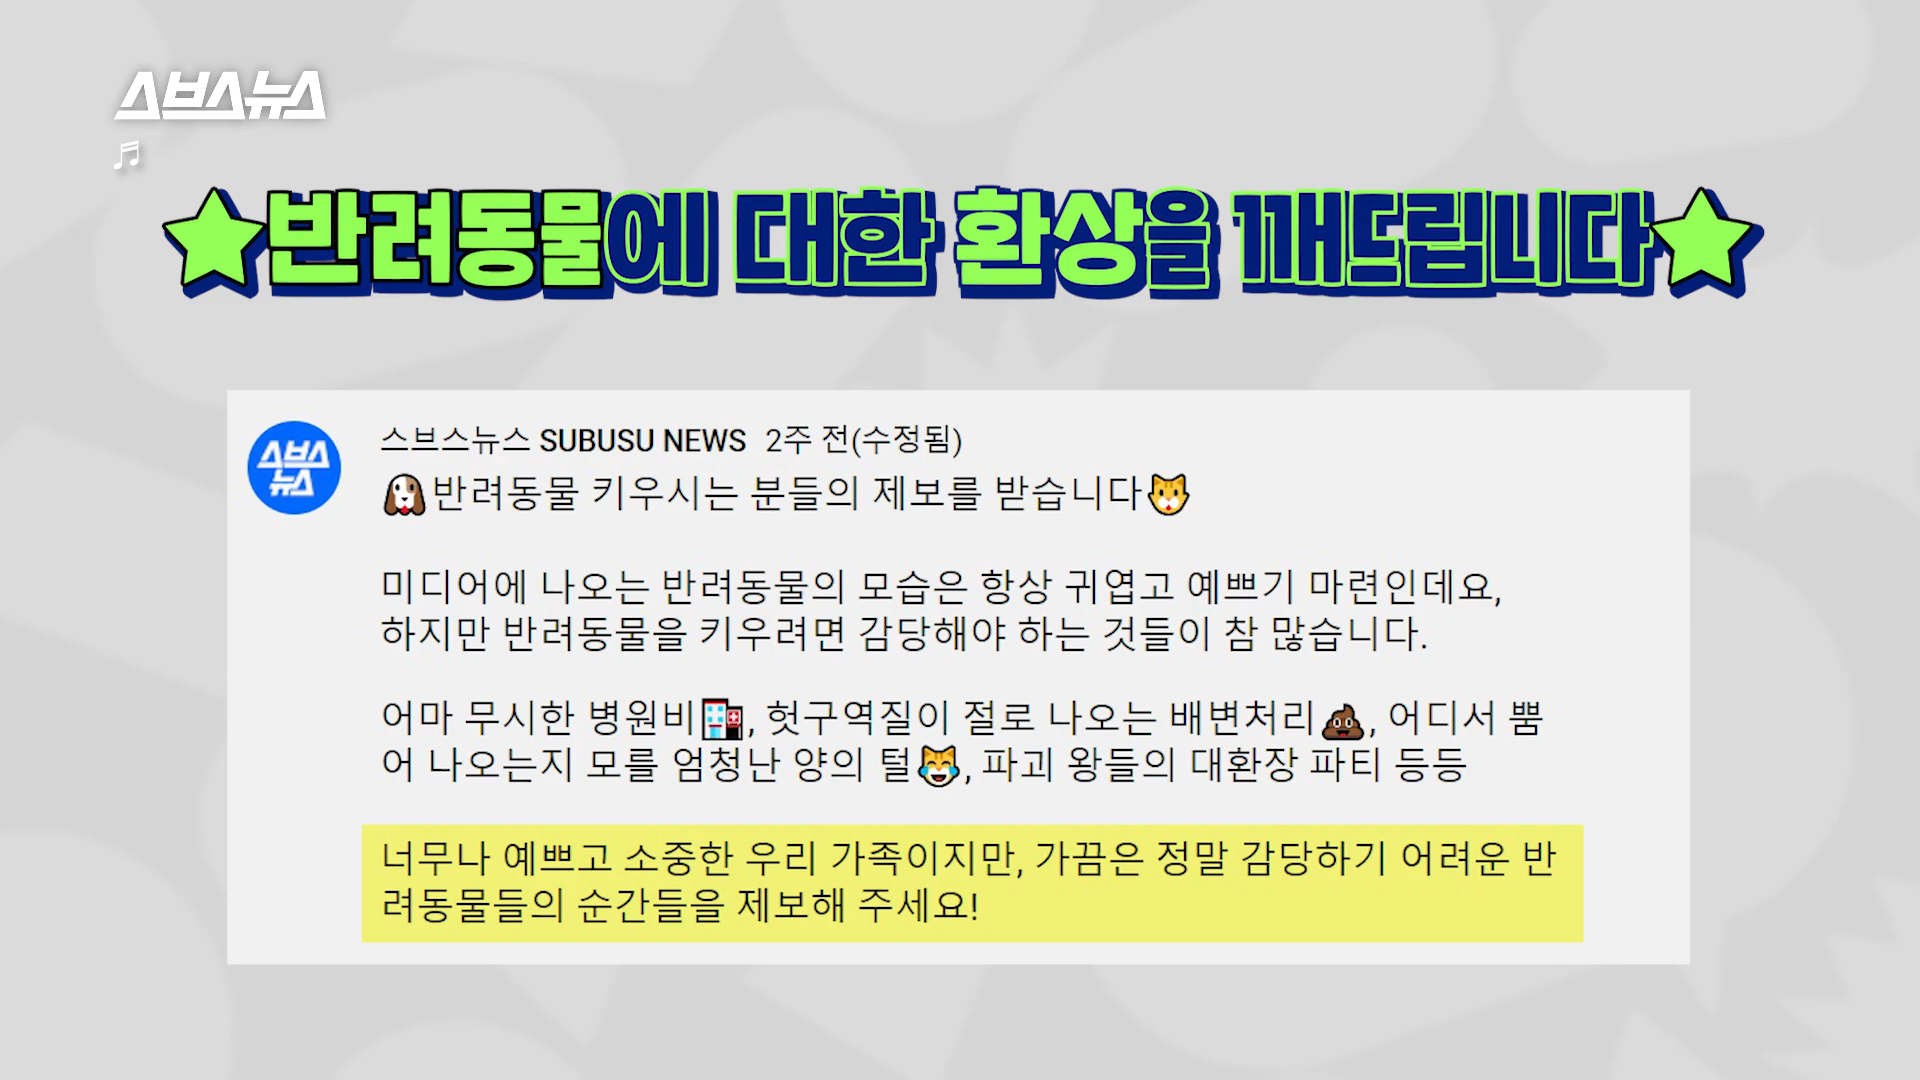 스브스뉴스
★반려동물에 대한 환상을 깨드립니다★
스브스뉴스
스브스뉴스 SUBUSU NEWS 2주 전(수정됨)
🐶반려동물 키우시는 분들의 제보를 받습니다🐱
미디어에 나오는 반려동물의 모습은 항상 귀엽고 예쁘기 마련인데요,
하지만 반려동물을 키우려면 감당해야 하는 것들이 참 많습니다.
어마 무시한 병원비🏥, 헛구역질이 절로 나오는 배변처리💩, 어디서 뿜
어 나오는지 모를 엄청난 양의 털😹, 파괴 왕들의 대환장 파티 등등
너무나 예쁘고 소중한 우리 가족이지만, 가끔은 정말 감당하기 어려운 반
려동물들의 순간들을 제보해 주세요!